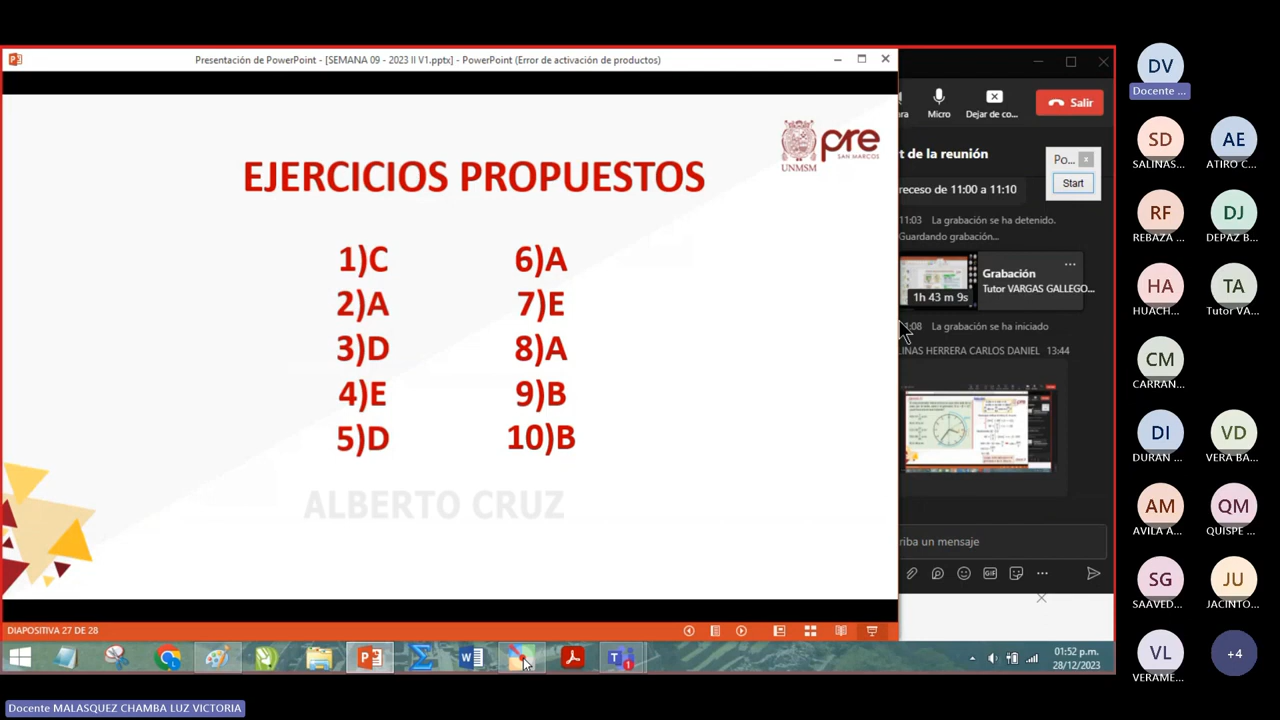 Presentación de PowerPoint - [SEMANA 09 - 2023 II V1.pptx] - PowerPoint (Error de activación de productos)
UNMSM
pre
SAN MARCOS
EJERCICIOS PROPUESTOS
1)C
2)A
3)D
4)E
5)D
6)A
7)E
8)A
9)B
10)B
ALBERTO CRUZ
DIAPOSITIVA 27 DE 28
ara
Micro
Dejar de co...
Salir
t de la reunión
Po...
Start
receso de 11:00 a 11:10
11:03 La grabación se ha detenido.
Guardando grabación...
Grabación
Tutor VARGAS GALLEGO...
1h 43 m 9s
:08 La grabación se ha iniciado
LINAS HERRERA CARLOS DANIEL 13:44
riba un mensaje
GIF
01:52 p.m.
28/12/2023
DV
Docente ...
SD
SALINAS...
AE
ATIRO C...
RF
REBAZA ...
DJ
DEPAZ B...
HA
HUACH...
TA
Tutor VA...
CM
CARRAN...
DI
DURAN ...
VD
VERA BA...
AM
AVILA A...
QM
QUISPE ...
SG
SAAVED...
JU
JACINTO...
VL
VERAME...
+4
Docente MALASQUEZ CHAMBA LUZ VICTORIA